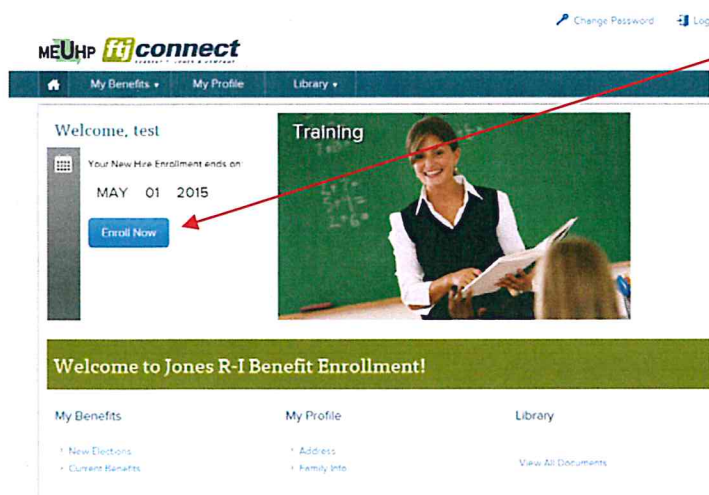 Change Password Log
MEUHP ftj connect
My Benefits My Profile Library
Welcome, test
Your New Hire Enrollment ends on:
MAY 01 2015
Enroll Now
Training
Welcome to Jones R-I Benefit Enrollment!
My Benefits
New Elections
Current Benefits
My Profile
Address
Family Info
Library
View All Documents